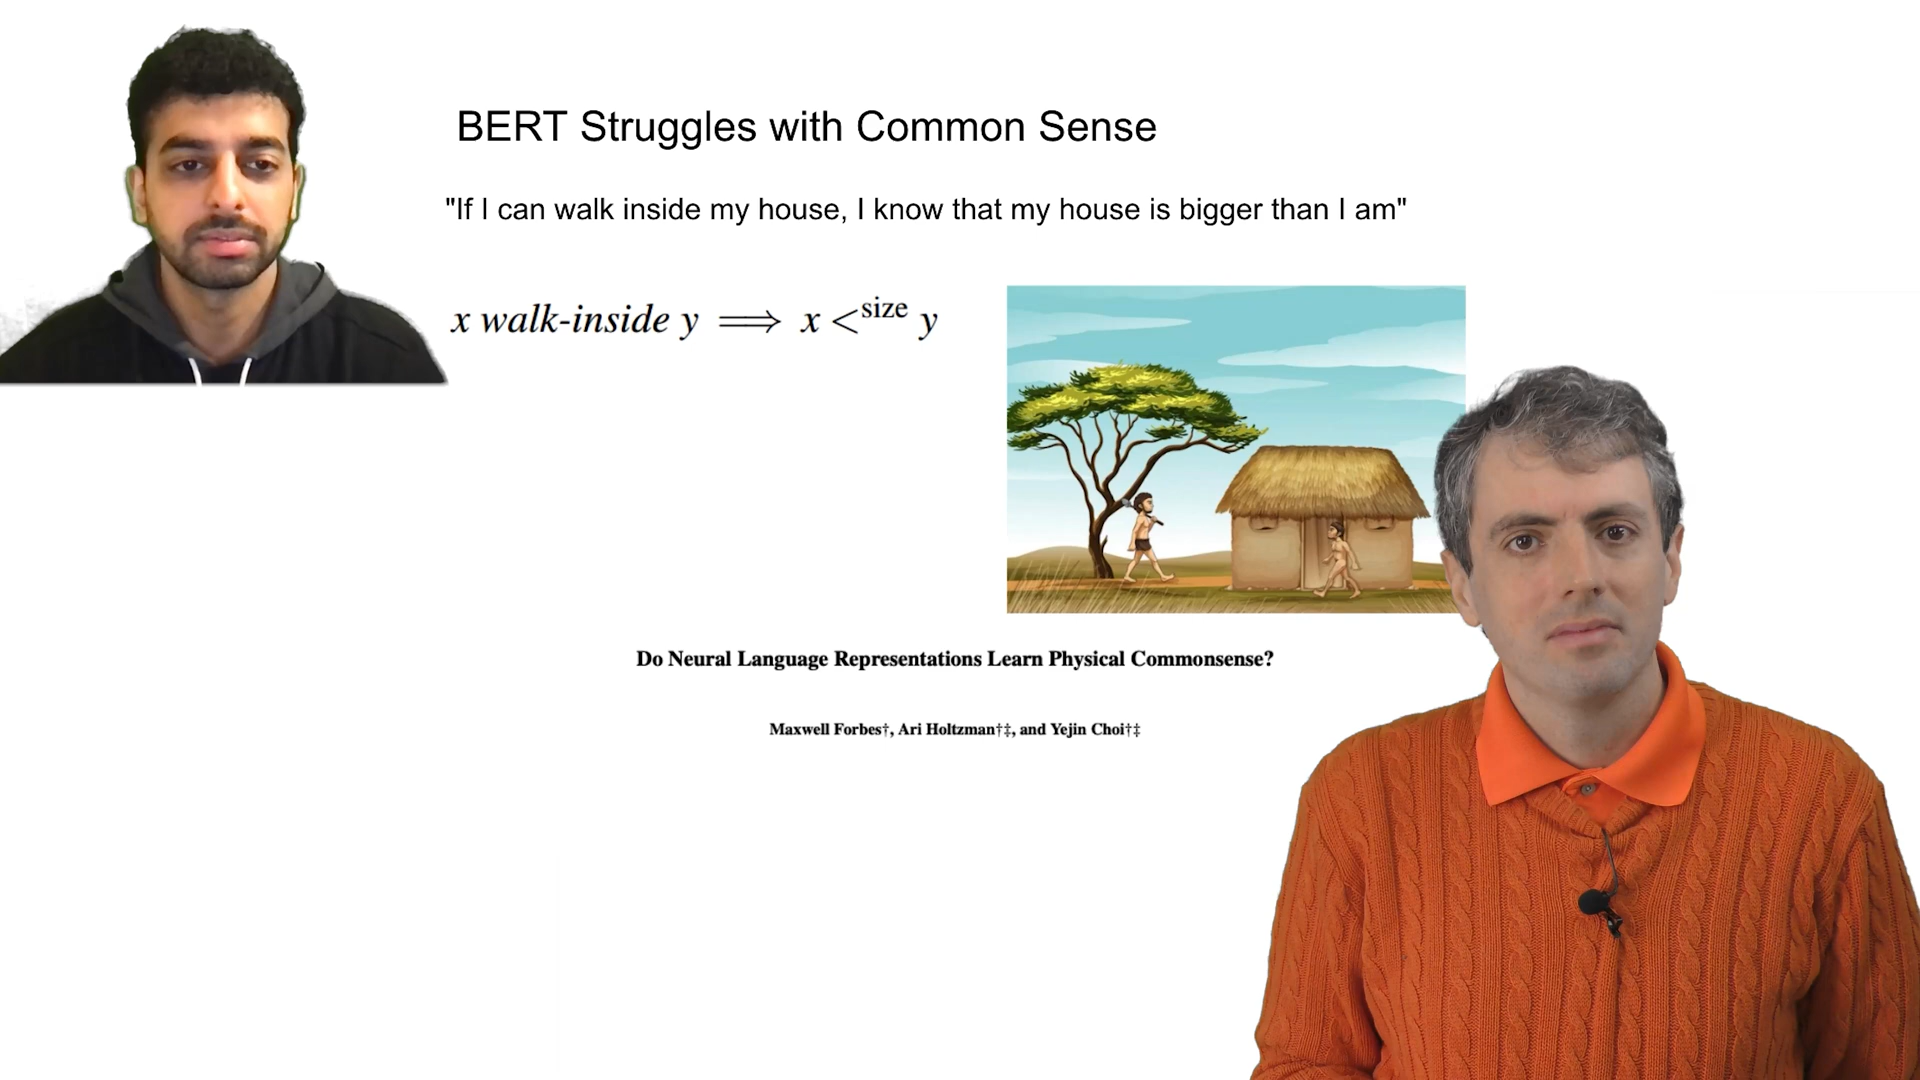 BERT Struggles with Common Sense
"If I can walk inside my house, I know that my house is bigger than I am"
x walk-inside y ⟹ x <^size y
Do Neural Language Representations Learn Physical Commonsense?
Maxwell Forbes†, Ari Holtzman†‡, and Yejin Choi†‡